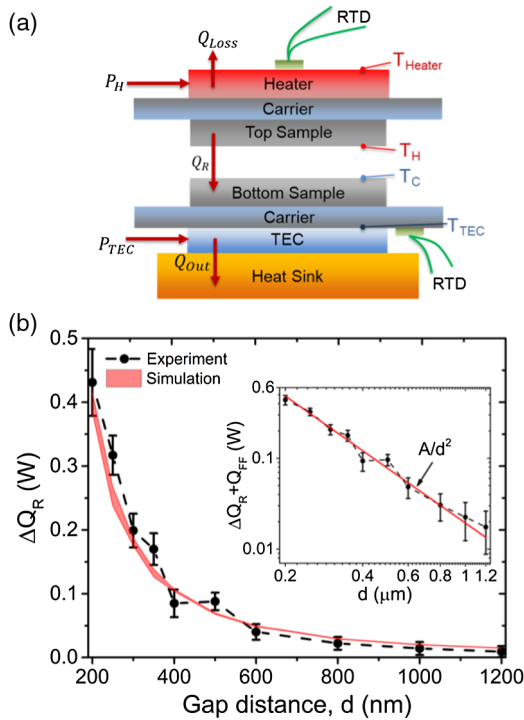 (a)
Q_Loss
RTD
T_Heater
P_H
Heater
Carrier
Top Sample
Q_R
T_H
T_C
Bottom Sample
Carrier
T_TEC
P_TEC
TEC
Q_Out
Heat Sink
RTD
(b)
0.5
0.4
0.3
0.2
0.1
0.0
ΔQ_R (W)
Experiment
Simulation
0.6
0.1
0.01
ΔQ_R+Q_FF (W)
A/d²
0.2 0.4 0.6 0.8 1 1.2
d (μm)
200 400 600 800 1000 1200
Gap distance, d (nm)